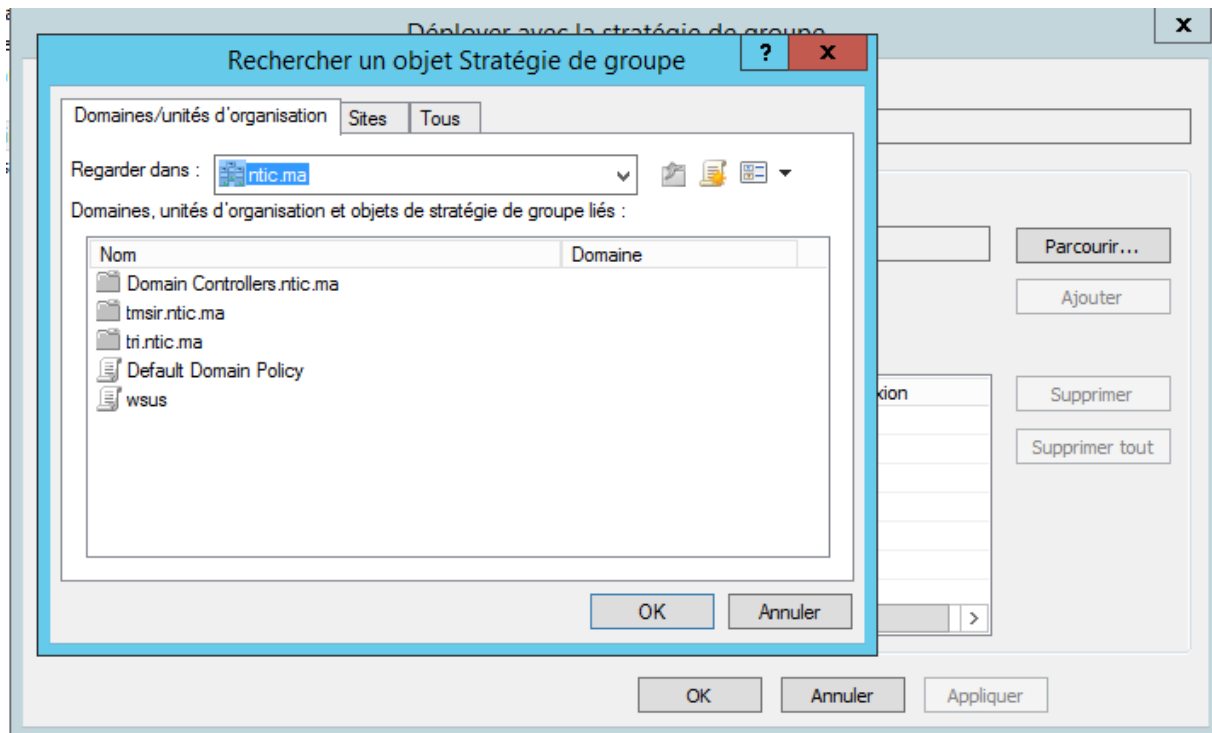 Déployer avec la stratégie de groupe
x
Rechercher un objet Stratégie de groupe
?
x
Domaines/unités d'organisation
Sites
Tous
Regarder dans :
ntic.ma
Domaines, unités d'organisation et objets de stratégie de groupe liés :
Nom
Domaine
Domain Controllers.ntic.ma
tmsir.ntic.ma
tri.ntic.ma
Default Domain Policy
wsus
OK
Annuler
Parcourir...
Ajouter
Supprimer
Supprimer tout
OK
Annuler
Appliquer